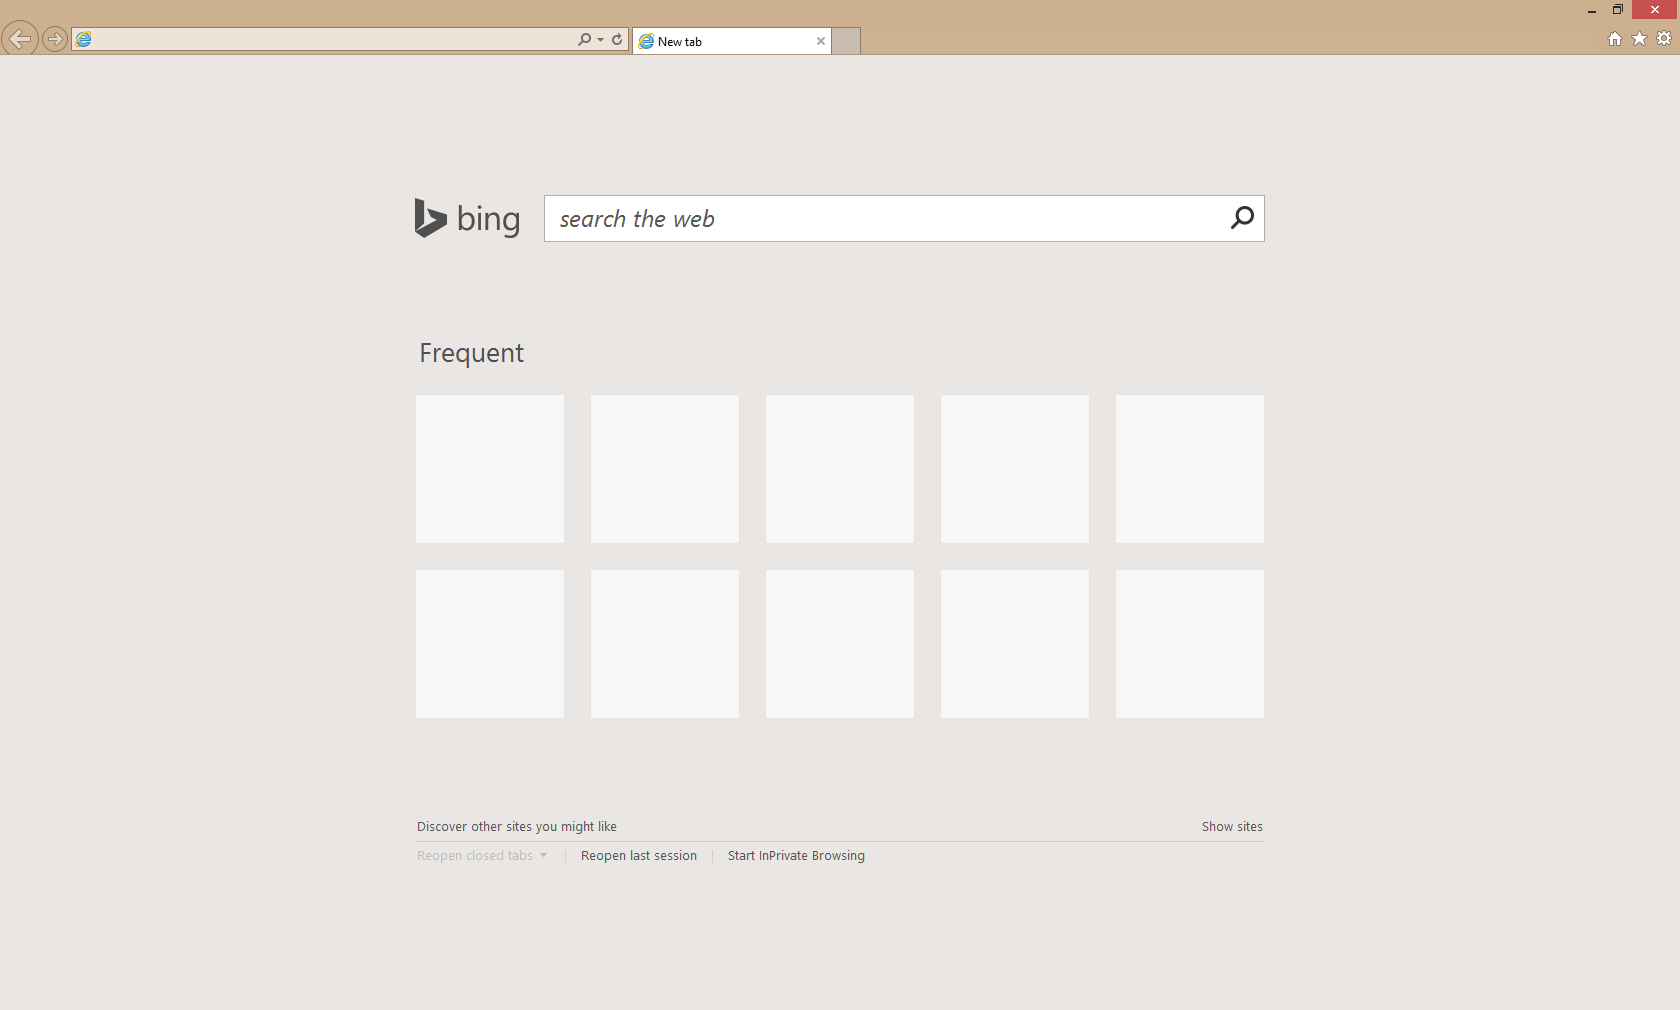 New tab
bing
search the web
Frequent
Discover other sites you might like
Show sites
Reopen closed tabs
Reopen last session
Start InPrivate Browsing